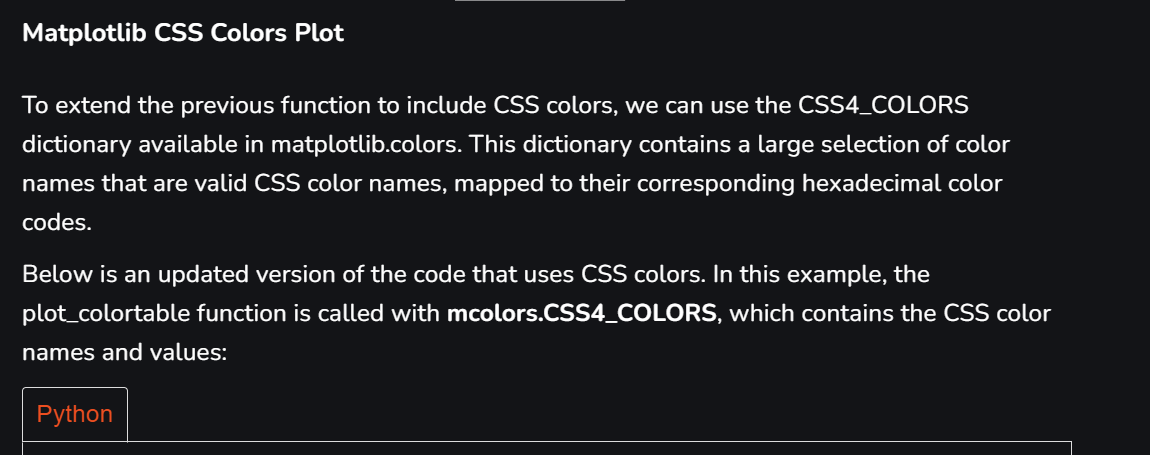 Matplotlib CSS Colors Plot
To extend the previous function to include CSS colors, we can use the CSS4_COLORS
dictionary available in matplotlib.colors. This dictionary contains a large selection of color
names that are valid CSS color names, mapped to their corresponding hexadecimal color
codes.
Below is an updated version of the code that uses CSS colors. In this example, the
plot_colortable function is called with mcolors.CSS4_COLORS, which contains the CSS color
names and values:
Python